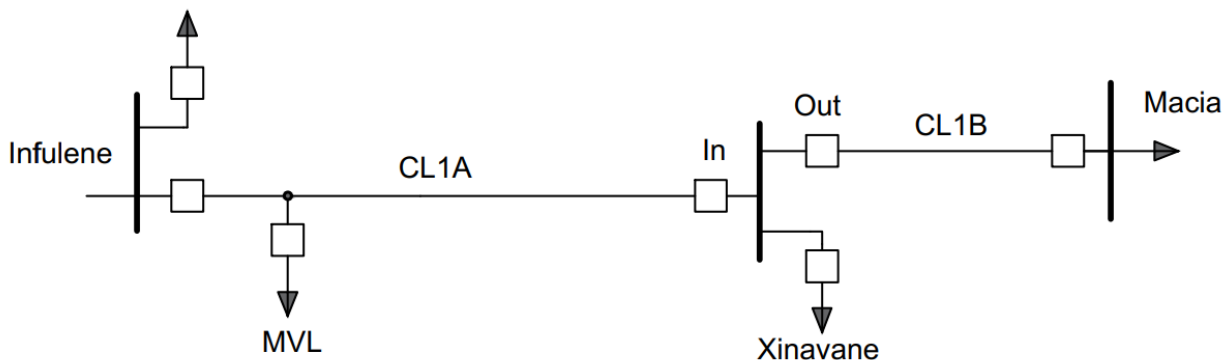 Infulene
MVL
CL1A
In
Out
CL1B
Macia
Xinavane